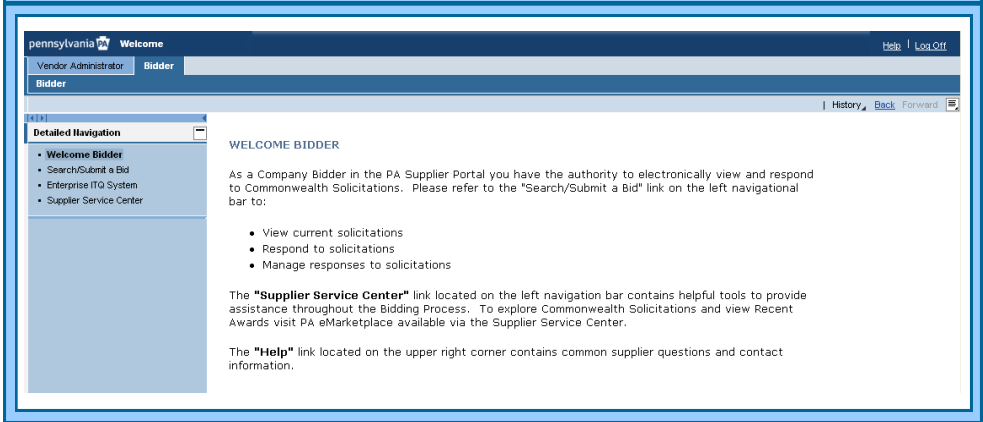 pennsylvania PA Welcome
Help | Log Off
Vendor Administrator Bidder
Bidder
| History Back Forward
Detailed Navigation
• Welcome Bidder
• Search/Submit a Bid
• Enterprise ITQ System
• Supplier Service Center
WELCOME BIDDER
As a Company Bidder in the PA Supplier Portal you have the authority to electronically view and respond
to Commonwealth Solicitations. Please refer to the "Search/Submit a Bid" link on the left navigational
bar to:
• View current solicitations
• Respond to solicitations
• Manage responses to solicitations
The "Supplier Service Center" link located on the left navigation bar contains helpful tools to provide
assistance throughout the Bidding Process. To explore Commonwealth Solicitations and view Recent
Awards visit PA eMarketplace available via the Supplier Service Center.
The "Help" link located on the upper right corner contains common supplier questions and contact
information.